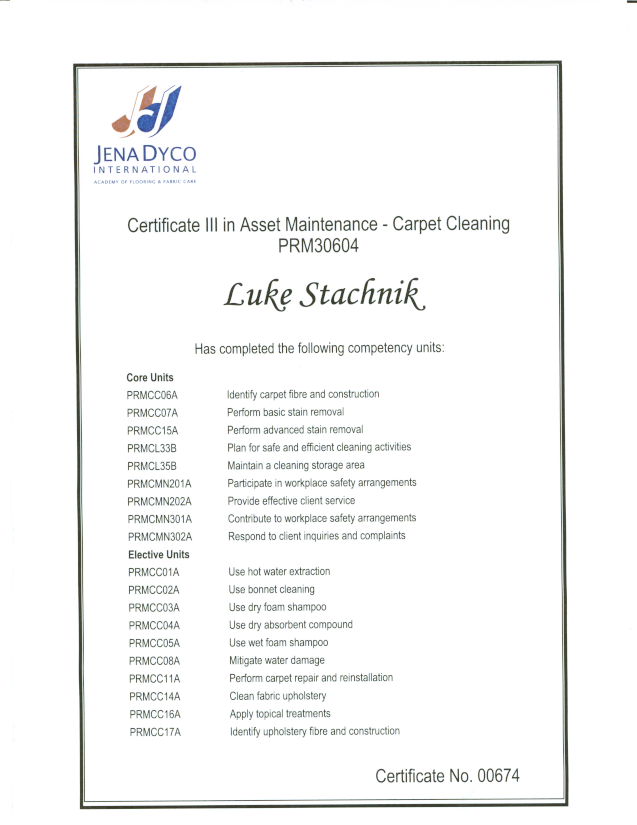 JENA DYCO
INTERNATIONAL
ACADEMY OF FLOORING & FABRIC CARE
Certificate III in Asset Maintenance - Carpet Cleaning
PRM30604
Luke Stachnik
Has completed the following competency units:
Core Units
PRMCC06A Identify carpet fibre and construction
PRMCC07A Perform basic stain removal
PRMCC15A Perform advanced stain removal
PRMCL33B Plan for safe and efficient cleaning activities
PRMCL35B Maintain a cleaning storage area
PRMCMN201A Participate in workplace safety arrangements
PRMCMN202A Provide effective client service
PRMCMN301A Contribute to workplace safety arrangements
PRMCMN302A Respond to client inquiries and complaints
Elective Units
PRMCC01A Use hot water extraction
PRMCC02A Use bonnet cleaning
PRMCC03A Use dry foam shampoo
PRMCC04A Use dry absorbent compound
PRMCC05A Use wet foam shampoo
PRMCC08A Mitigate water damage
PRMCC11A Perform carpet repair and reinstallation
PRMCC14A Clean fabric upholstery
PRMCC16A Apply topical treatments
PRMCC17A Identify upholstery fibre and construction
Certificate No. 00674